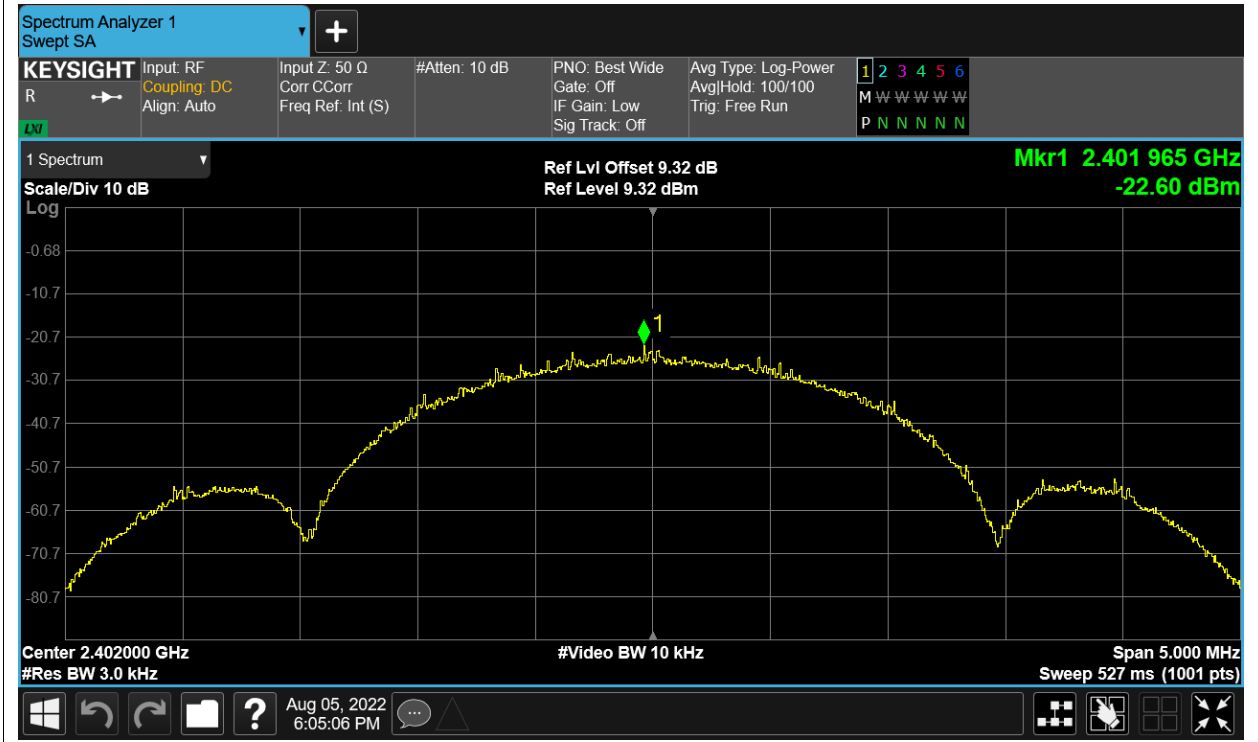 Spectrum Analyzer 1
Swept SA
+
KEYSIGHT
R
LXI
Input: RF
Coupling: DC
Align: Auto
Input Z: 50 Ω
Corr CCorr
Freq Ref: Int (S)
#Atten: 10 dB
PNO: Best Wide
Gate: Off
IF Gain: Low
Sig Track: Off
Avg Type: Log-Power
Avg|Hold: 100/100
Trig: Free Run
1 2 3 4 5 6
M W W W W W
P N N N N N
1 Spectrum
Scale/Div 10 dB
Log
Ref Lvl Offset 9.32 dB
Ref Level 9.32 dBm
Mkr1 2.401 965 GHz
-22.60 dBm
-0.68
-10.7
-20.7
-30.7
-40.7
-50.7
-60.7
-70.7
-80.7
1
Center 2.402000 GHz
#Res BW 3.0 kHz
#Video BW 10 kHz
Span 5.000 MHz
Sweep 527 ms (1001 pts)
?
Aug 05, 2022
6:05:06 PM